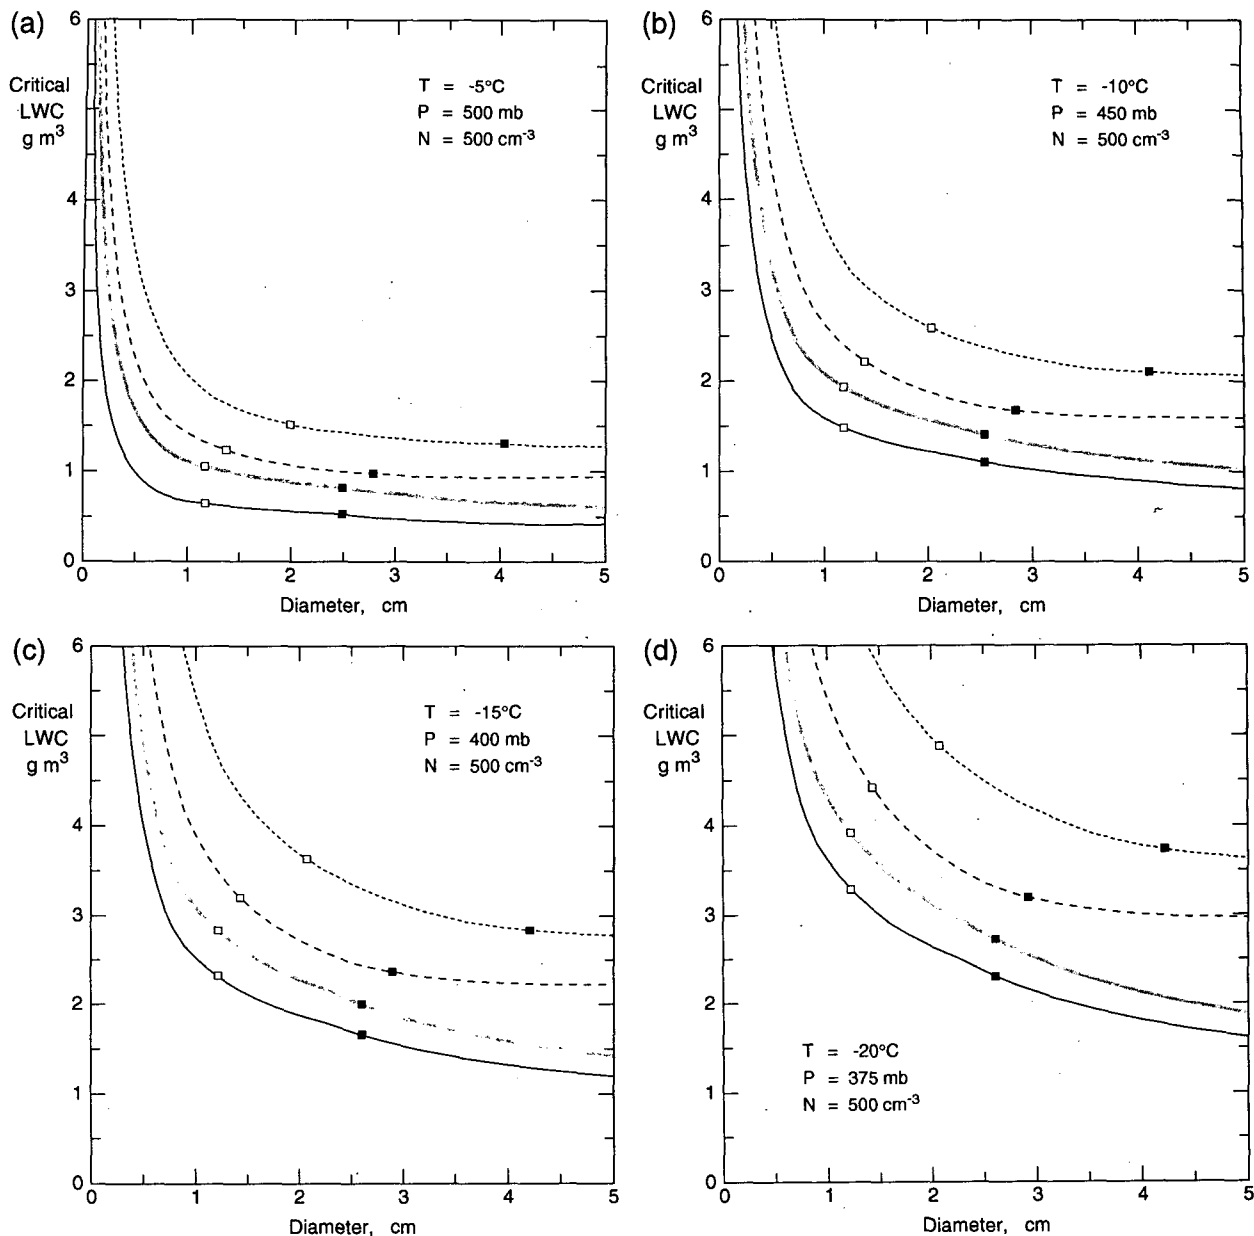 (a)
6
Critical
LWC
g m³
4
3
2
1
0
T = -5°C
P = 500 mb
N = 500 cm⁻³
0 1 2 3 4 5
Diameter, cm
(b)
6
Critical
LWC
g m³
4
3
2
1
0
T = -10°C
P = 450 mb
N = 500 cm⁻³
0 1 2 3 4 5
Diameter, cm
(c)
6
Critical
LWC
g m³
4
3
2
1
0
T = -15°C
P = 400 mb
N = 500 cm⁻³
0 1 2 3 4 5
Diameter, cm
(d)
6
Critical
LWC
g m³
4
3
2
1
0
T = -20°C
P = 375 mb
N = 500 cm⁻³
0 1 2 3 4 5
Diameter, cm